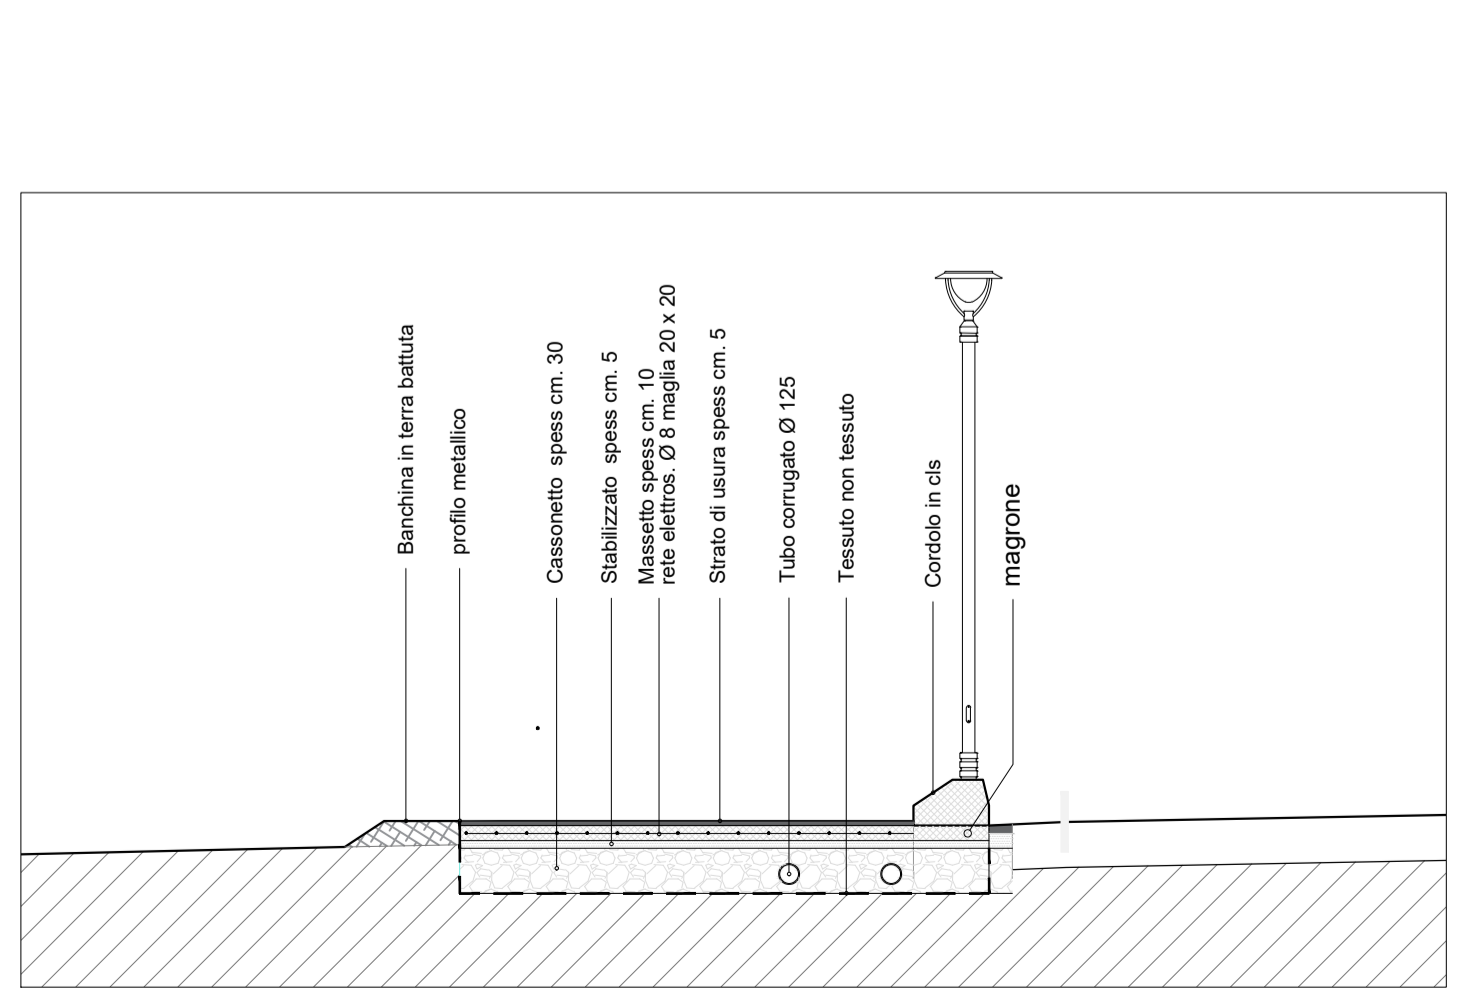 Banchina in terra battuta
profilo metallico
Cassonetto  spess cm. 30
Stabilizzato  spess cm. 5
Massetto spess cm. 10
rete elettros. Ø 8 maglia 20 x 20
Strato di usura spess cm. 5
Tubo corrugato Ø 125
Tessuto non tessuto
Cordolo in cls
magrone